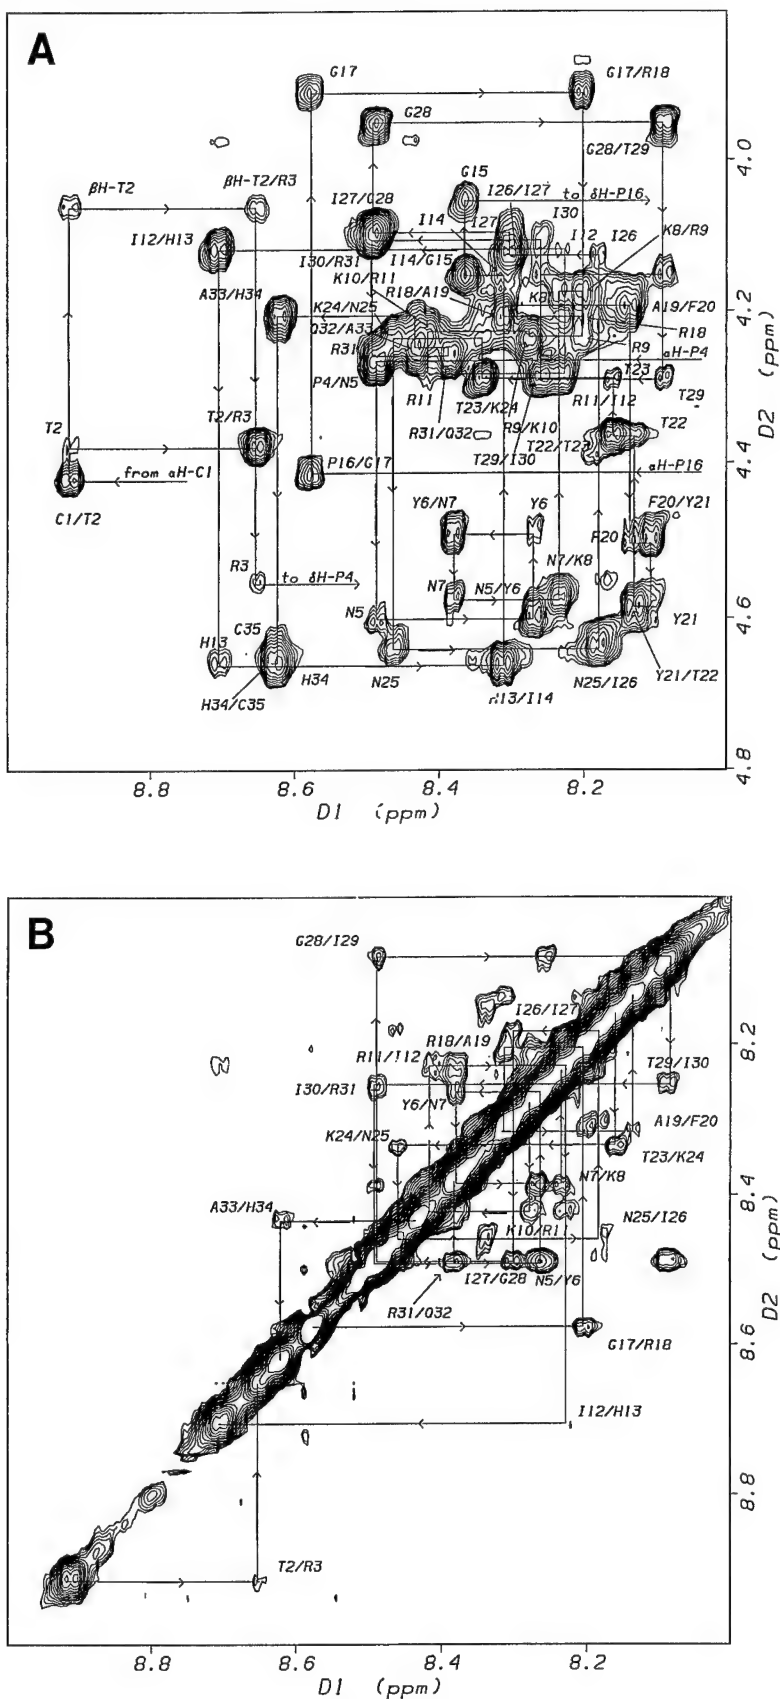 A
G17
G17/R18
G28
G28/T29
4.0
βH-T2
βH-T2/R3
G15
I27/G28
I26/I27
to δH-P16
I14
I27
I30
I12
I26
K8/R9
I12/H13
I30/R31
I14/G15
K10/R11
A33/H34
R18/A19
K8
A19/F20
K24/N25
Q32/A33
R18
4.2
R31
R9
αH-P4
P4/N5
T23
R11
T23/K24
R11/I12
T29
R9/K10
R31/Q32
T22/T23
T22
T29/I30
T2
T2/R3
D2 (ppm)
from αH-C1
P16/G17
αH-P16
4.4
C1/T2
Y6/N7
Y6
F20/Y21
F20
N7/K8
R3
to δH-P4
N7
N5/Y6
N5
Y21
4.6
H13
C35
H34
N25
N25/I26
Y21/T22
H34/C35
H13/I14
4.8
8.8
8.6
8.4
8.2
D1 (ppm)
B
G28/I29
I26/I27
R18/A19
8.2
R11/I12
T29/I30
I30/R31
Y6/N7
A19/F20
K24/N25
T23/K24
N7/K8
8.4
A33/H34
N25/I26
K10/R11
I27/G28
N5/Y6
D2 (ppm)
R31/Q32
G17/R18
8.6
I12/H13
8.8
T2/R3
8.8
8.6
8.4
8.2
D1 (ppm)